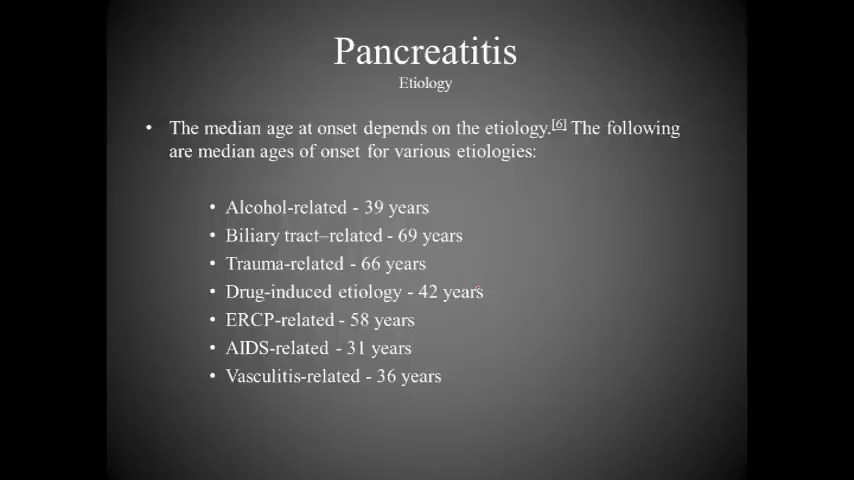 Pancreatitis
Etiology
• The median age at onset depends on the etiology.[6] The following
are median ages of onset for various etiologies:
• Alcohol-related - 39 years
• Biliary tract–related - 69 years
• Trauma-related - 66 years
• Drug-induced etiology - 42 years
• ERCP-related - 58 years
• AIDS-related - 31 years
• Vasculitis-related - 36 years